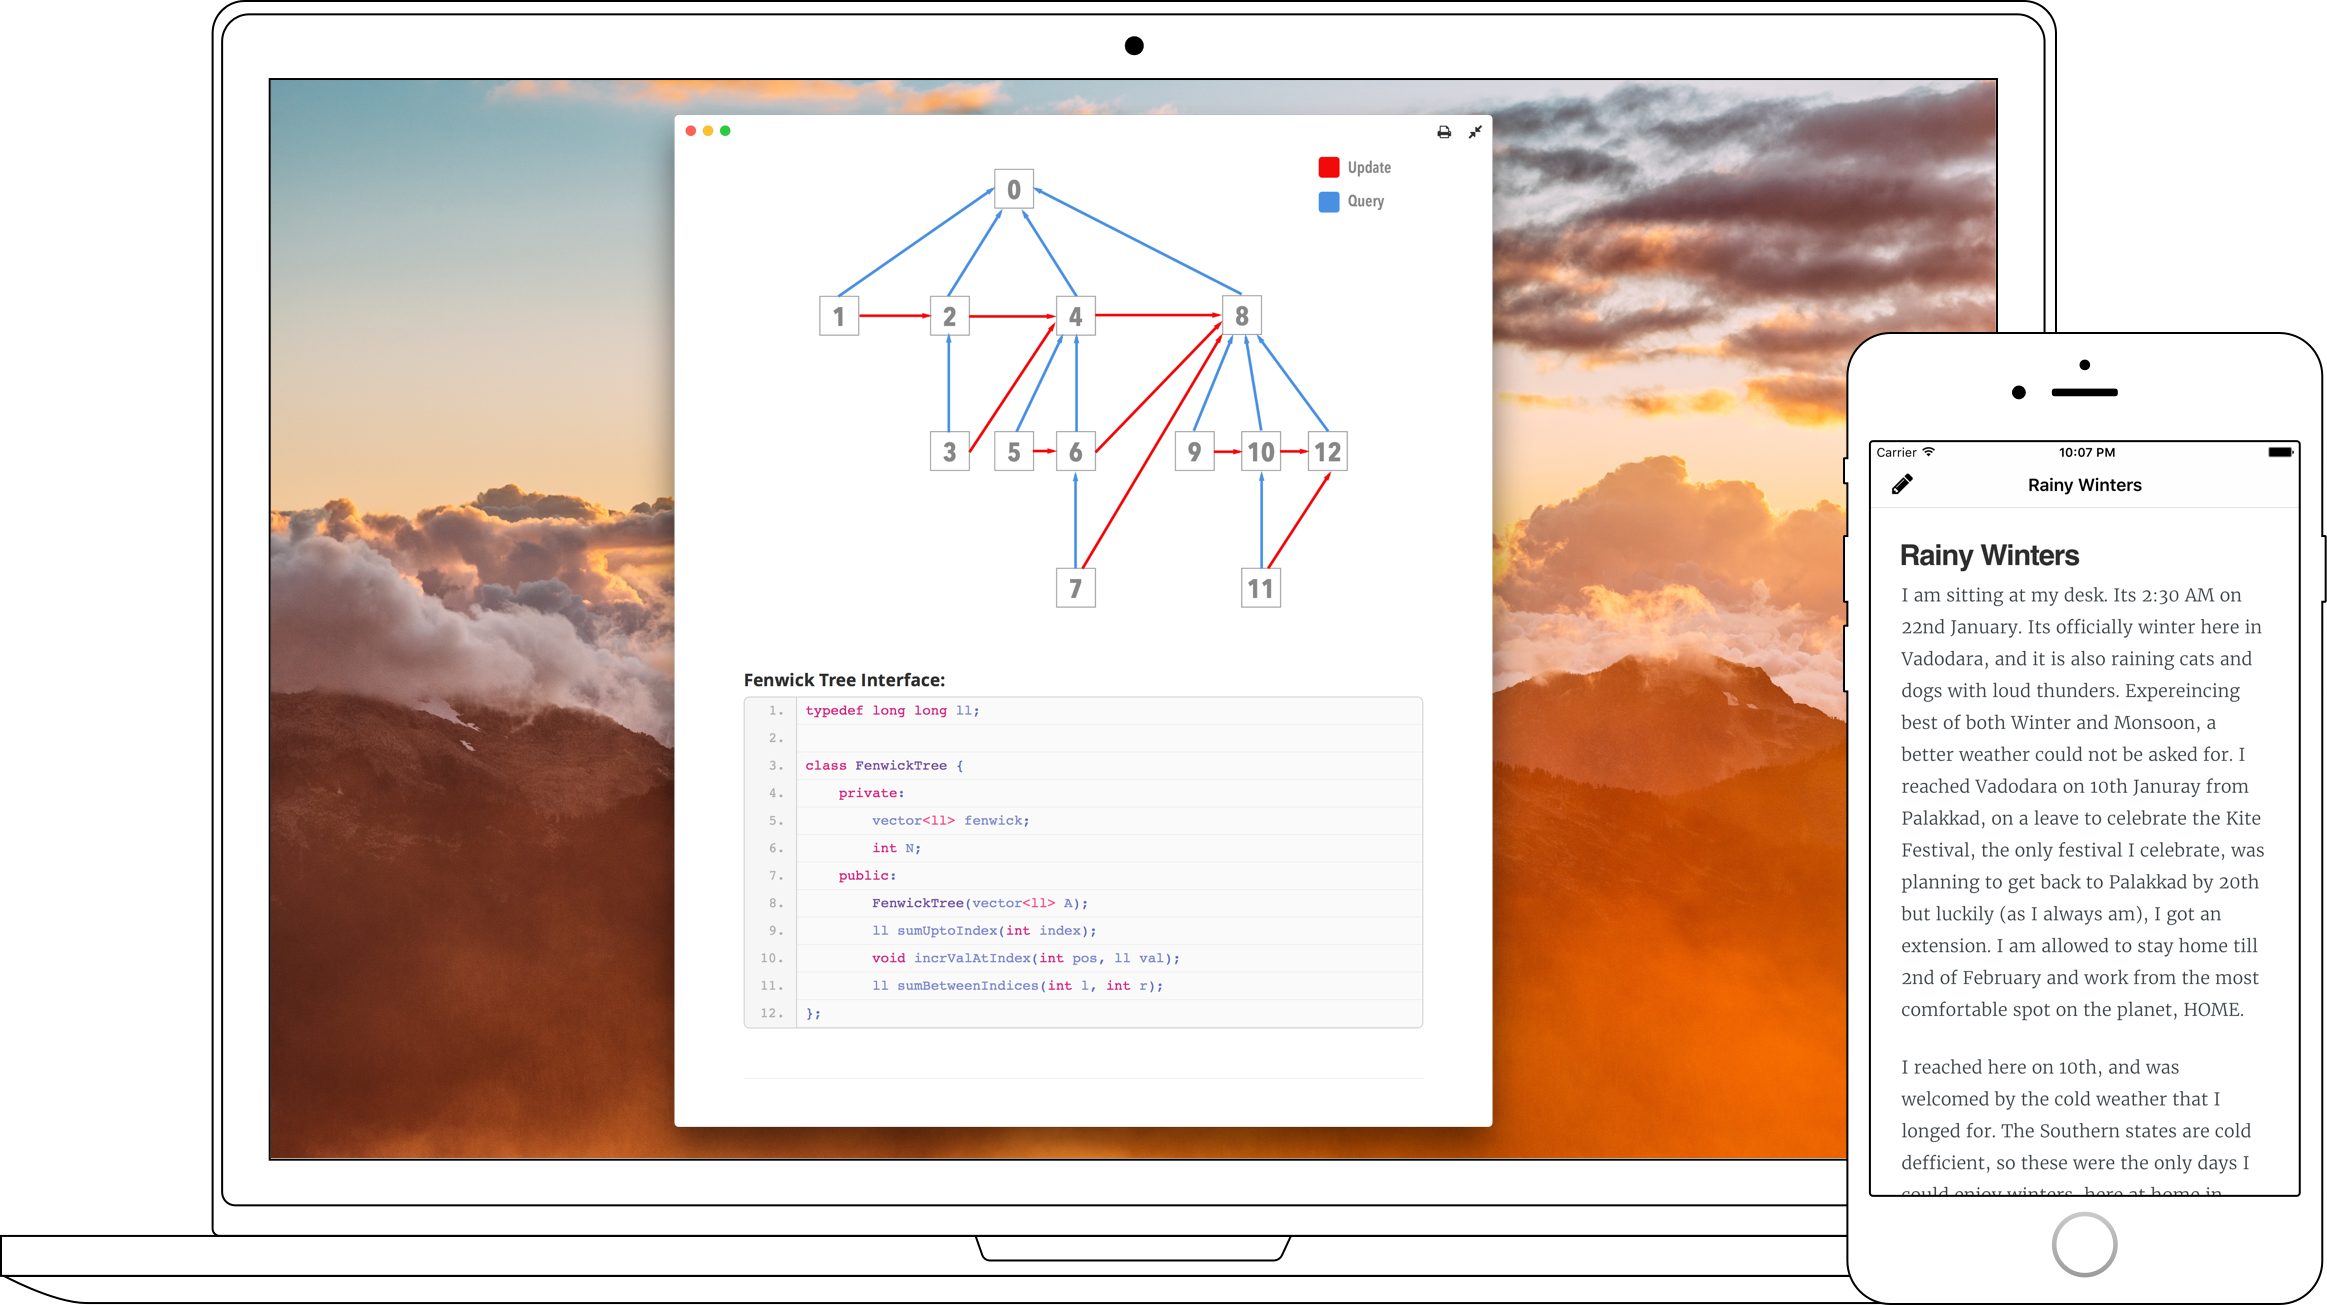 Update
Query
0
1 2 4 8
3 5 6 9 10 12
7 11
Fenwick Tree Interface:
1. typedef long long ll;
2.
3. class FenwickTree {
4. private:
5. vector<ll> fenwick;
6. int N;
7. public:
8. FenwickTree(vector<ll> A);
9. ll sumUptoIndex(int index);
10. void incrValAtIndex(int pos, ll val);
11. ll sumBetweenIndices(int l, int r);
12. };
Carrier 10:07 PM
Rainy Winters
Rainy Winters
I am sitting at my desk. Its 2:30 AM on
22nd January. Its officially winter here in
Vadodara, and it is also raining cats and
dogs with loud thunders. Expereincing
best of both Winter and Monsoon, a
better weather could not be asked for. I
reached Vadodara on 10th Januray from
Palakkad, on a leave to celebrate the Kite
Festival, the only festival I celebrate, was
planning to get back to Palakkad by 20th
but luckily (as I always am), I got an
extension. I am allowed to stay home till
2nd of February and work from the most
comfortable spot on the planet, HOME.
I reached here on 10th, and was
welcomed by the cold weather that I
longed for. The Southern states are cold
defficient, so these were the only days I
could enjoy winters, here at home in